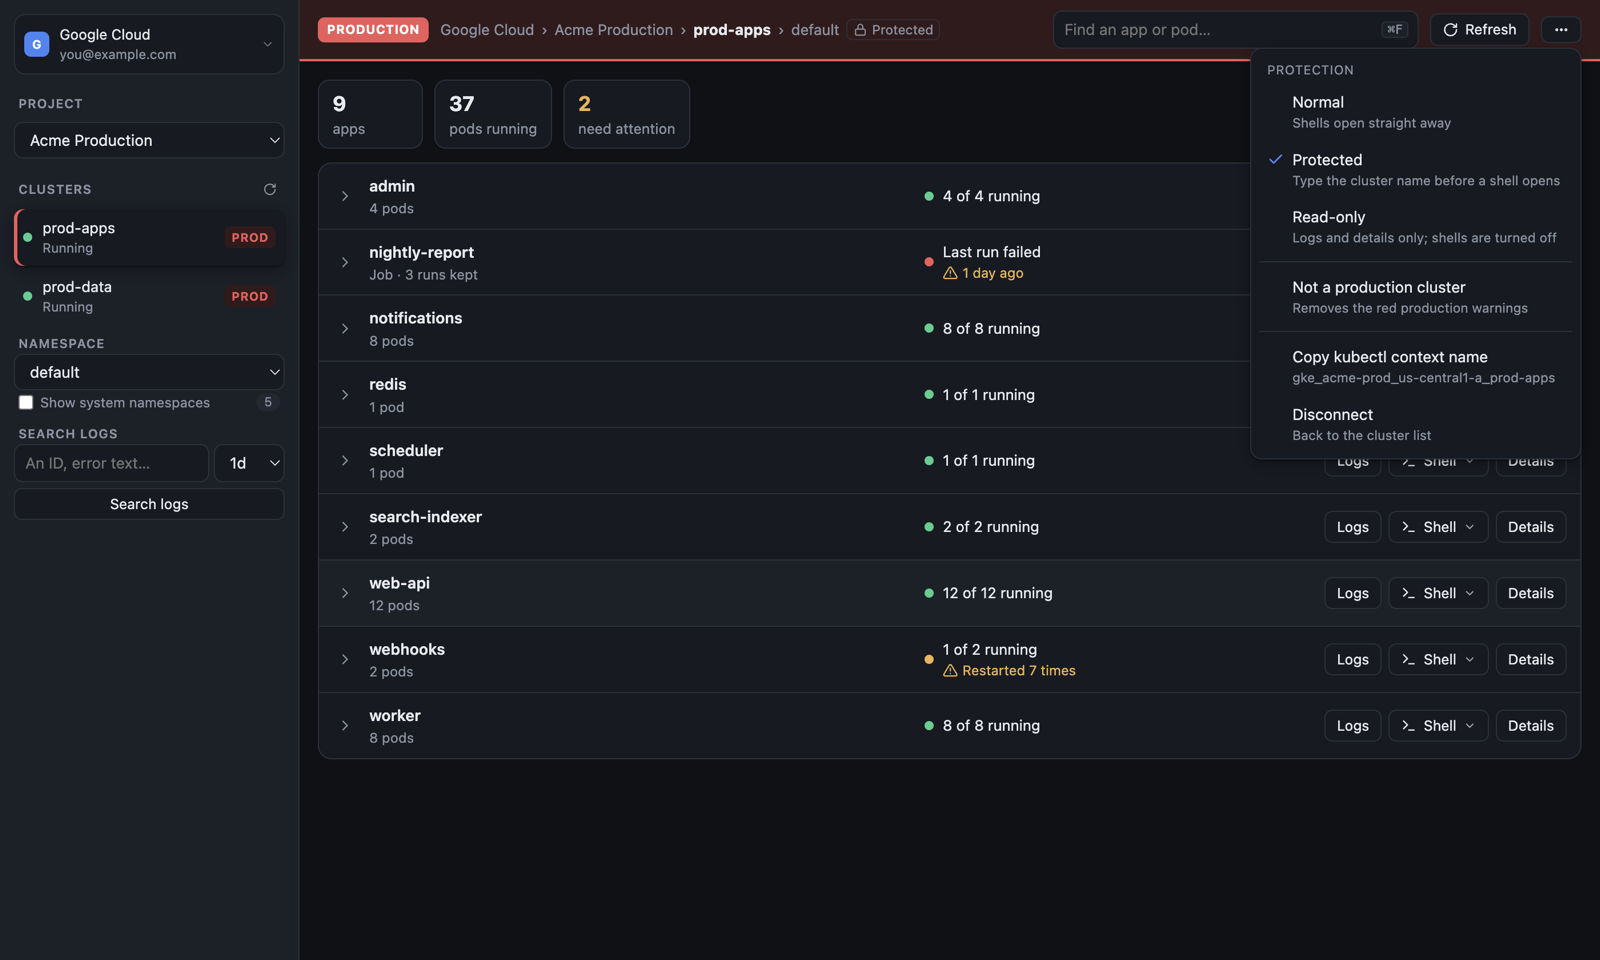 G
Google Cloud
you@example.com
PROJECT
Acme Production
CLUSTERS
prod-apps
Running
PROD
prod-data
Running
PROD
NAMESPACE
default
Show system namespaces 5
SEARCH LOGS
An ID, error text... 1d
Search logs
PRODUCTION Google Cloud › Acme Production › prod-apps › default Protected
Find an app or pod... ⌘F Refresh ...
9
apps
37
pods running
2
need attention
admin
4 pods
4 of 4 running
nightly-report
Job · 3 runs kept
Last run failed
1 day ago
notifications
8 pods
8 of 8 running
redis
1 pod
1 of 1 running
scheduler
1 pod
1 of 1 running
Logs >_ Shell Details
search-indexer
2 pods
2 of 2 running
Logs >_ Shell Details
web-api
12 pods
12 of 12 running
Logs >_ Shell Details
webhooks
2 pods
1 of 2 running
Restarted 7 times
Logs >_ Shell Details
worker
8 pods
8 of 8 running
Logs >_ Shell Details
PROTECTION
Normal
Shells open straight away
Protected
Type the cluster name before a shell opens
Read-only
Logs and details only; shells are turned off
Not a production cluster
Removes the red production warnings
Copy kubectl context name
gke_acme-prod_us-central1-a_prod-apps
Disconnect
Back to the cluster list